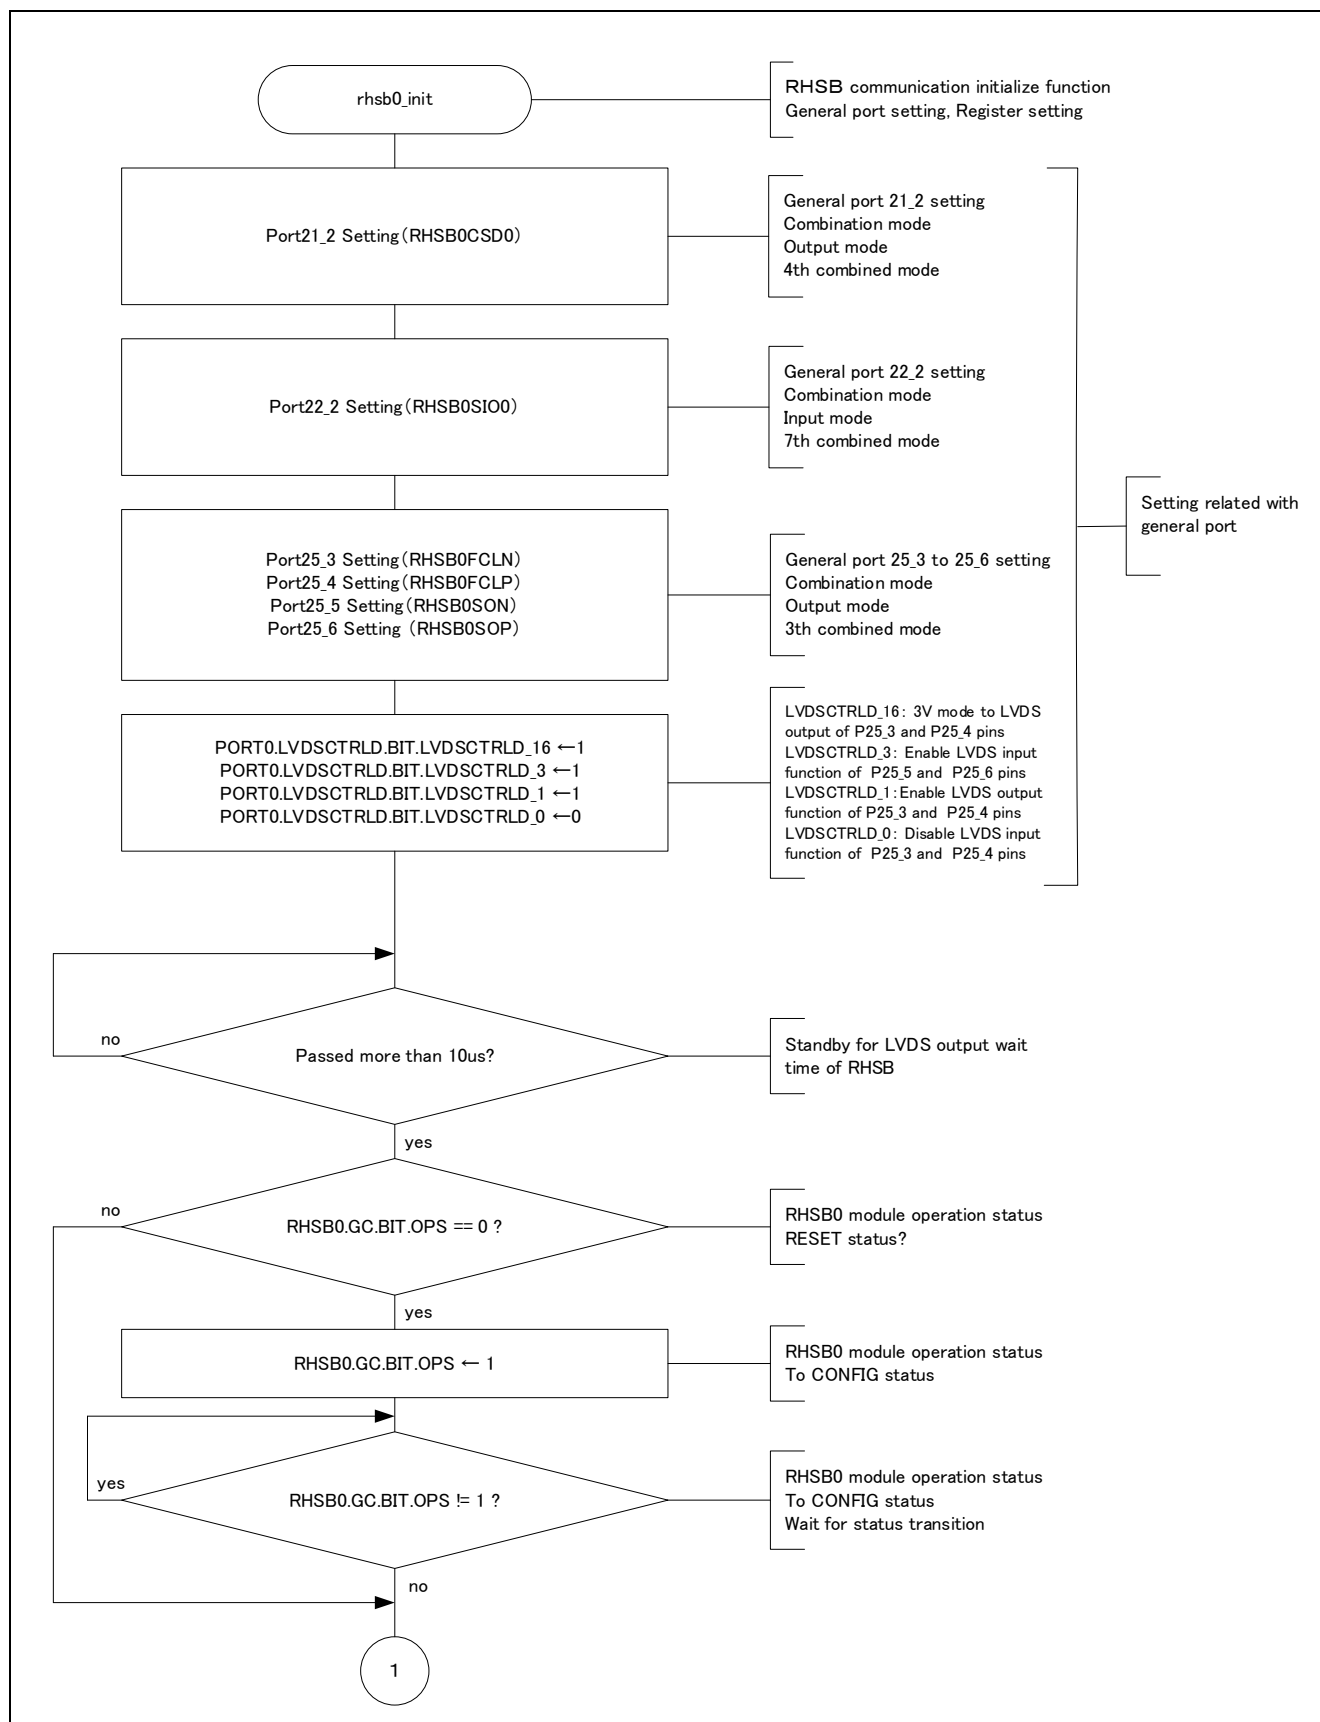 rhsb0_init
RHSB communication initialize function
General port setting, Register setting
Port21_2 Setting(RHSB0CSD0)
General port 21_2 setting
Combination mode
Output mode
4th combined mode
Port22_2 Setting(RHSB0SIO0)
General port 22_2 setting
Combination mode
Input mode
7th combined mode
Setting related with
general port
Port25_3 Setting(RHSB0FCLN)
Port25_4 Setting(RHSB0FCLP)
Port25_5 Setting(RHSB0SON)
Port25_6 Setting (RHSB0SOP)
General port 25_3 to 25_6 setting
Combination mode
Output mode
3th combined mode
PORT0.LVDSCTRLD.BIT.LVDSCTRLD_16 ←1
PORT0.LVDSCTRLD.BIT.LVDSCTRLD_3 ←1
PORT0.LVDSCTRLD.BIT.LVDSCTRLD_1 ←1
PORT0.LVDSCTRLD.BIT.LVDSCTRLD_0 ←0
LVDSCTRLD_16: 3V mode to LVDS
output of P25_3 and P25_4 pins
LVDSCTRLD_3: Enable LVDS input
function of P25_5 and P25_6 pins
LVDSCTRLD_1:Enable LVDS output
function of P25_3 and P25_4 pins
LVDSCTRLD_0: Disable LVDS input
function of P25_3 and P25_4 pins
no
Passed more than 10us?
Standby for LVDS output wait
time of RHSB
yes
no
RHSB0.GC.BIT.OPS == 0 ?
RHSB0 module operation status
RESET status?
yes
RHSB0.GC.BIT.OPS ← 1
RHSB0 module operation status
To CONFIG status
yes
RHSB0.GC.BIT.OPS != 1 ?
RHSB0 module operation status
To CONFIG status
Wait for status transition
no
1